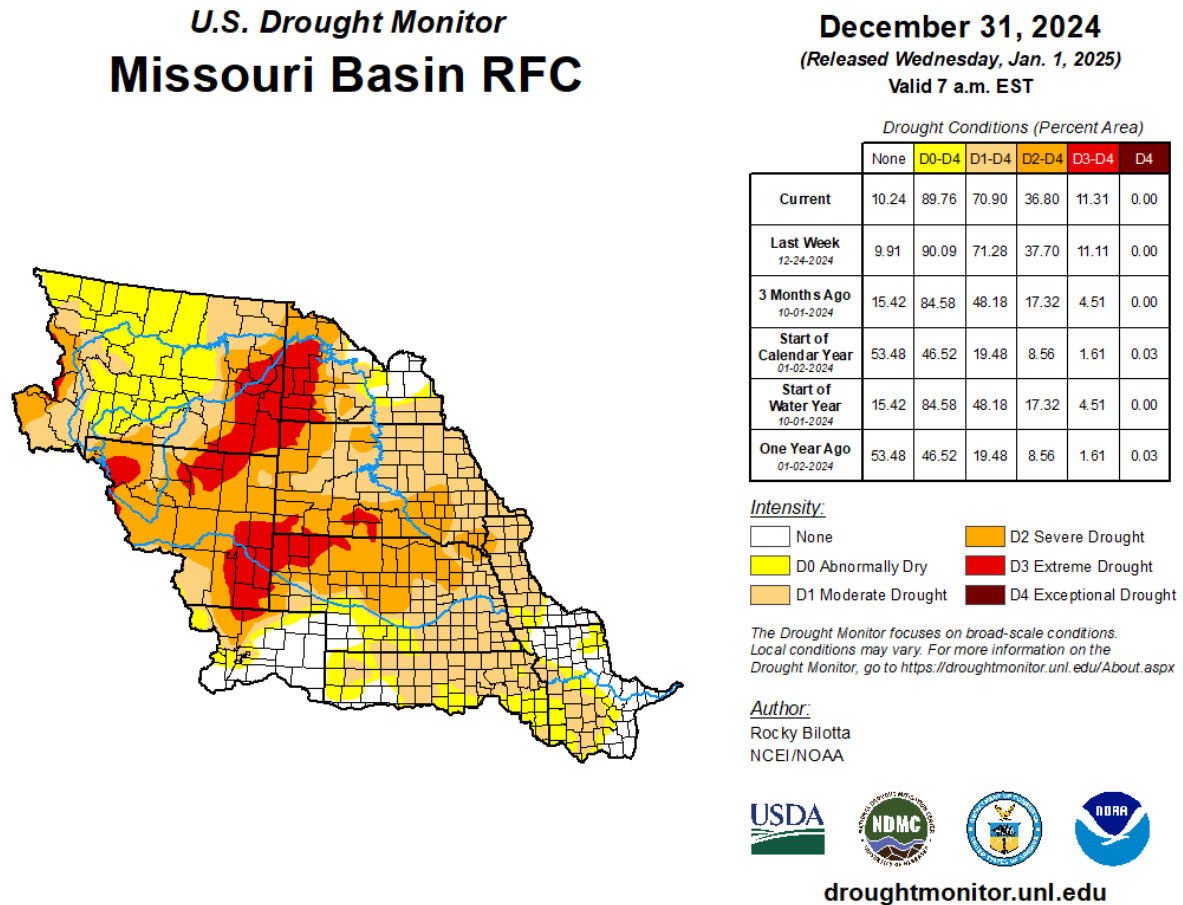 U.S. Drought Monitor
Missouri Basin RFC
December 31, 2024
(Released Wednesday, Jan. 1, 2025)
Valid 7 a.m. EST
Drought Conditions (Percent Area)
None D0-D4 D1-D4 D2-D4 D3-D4 D4
Current 10.24 89.76 70.90 36.80 11.31 0.00
Last Week
12-24-2024 9.91 90.09 71.28 37.70 11.11 0.00
3 Months Ago
10-01-2024 15.42 84.58 48.18 17.32 4.51 0.00
Start of
Calendar Year
01-02-2024 53.48 46.52 19.48 8.56 1.61 0.03
Start of
Water Year
10-01-2024 15.42 84.58 48.18 17.32 4.51 0.00
One Year Ago
01-02-2024 53.48 46.52 19.48 8.56 1.61 0.03
Intensity:
None
D0 Abnormally Dry
D1 Moderate Drought
D2 Severe Drought
D3 Extreme Drought
D4 Exceptional Drought
The Drought Monitor focuses on broad-scale conditions.
Local conditions may vary. For more information on the
Drought Monitor, go to https://droughtmonitor.unl.edu/About.aspx
Author:
Rocky Bilotta
NCEI/NOAA
USDA
NDMC
NOAA
droughtmonitor.unl.edu